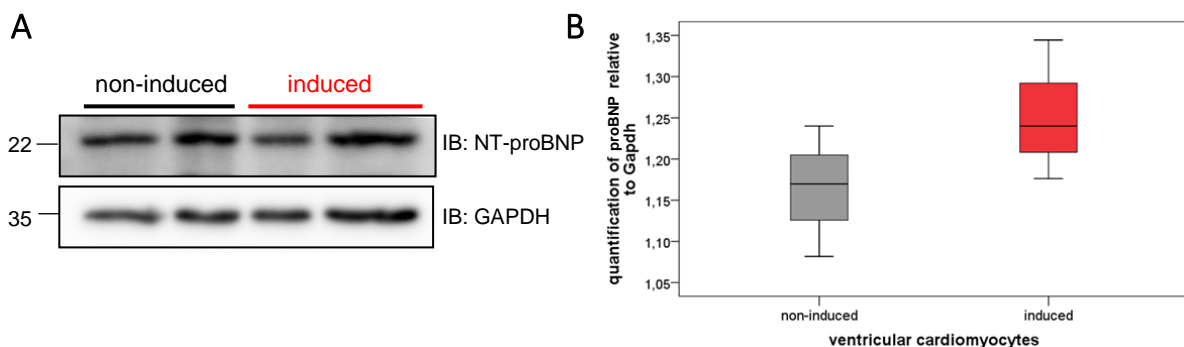 A
non-induced induced
22 IB: NT-proBNP
35 IB: GAPDH
B
quantification of proBNP relative
to Gapdh
1,35
1,30
1,25
1,20
1,15
1,10
1,05
non-induced induced
ventricular cardiomyocytes